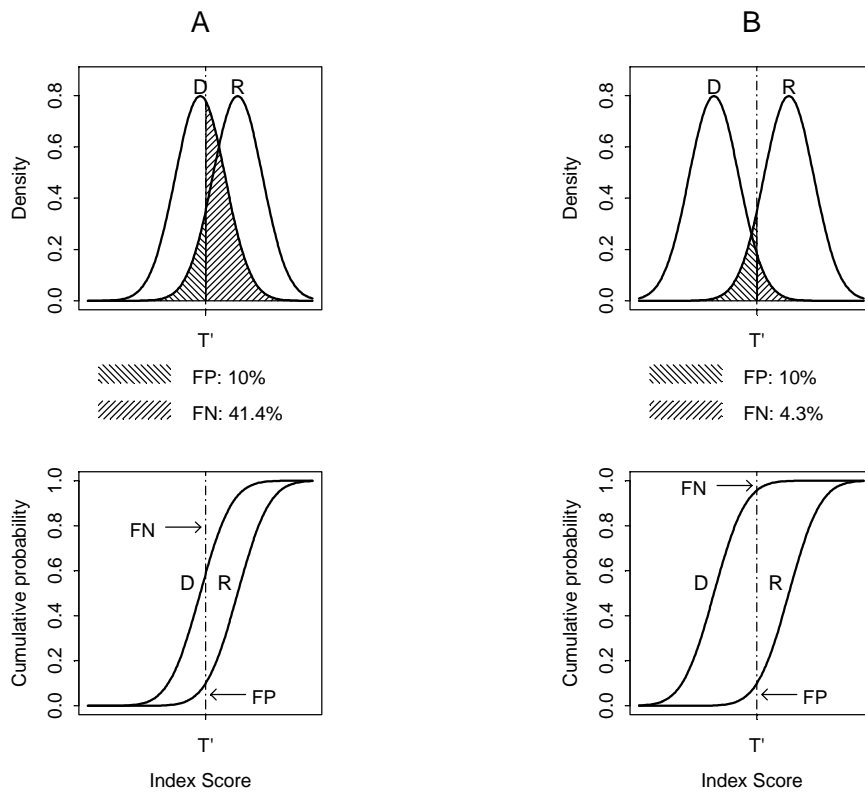 A
B
Density
0.0 0.2 0.4 0.6 0.8
D R
T'
FP: 10%
FN: 41.4%
Density
0.0 0.2 0.4 0.6 0.8
D R
T'
FP: 10%
FN: 4.3%
Cumulative probability
0.0 0.2 0.4 0.6 0.8 1.0
FN
D R
FP
T'
Index Score
Cumulative probability
0.0 0.2 0.4 0.6 0.8 1.0
FN
D R
FP
T'
Index Score